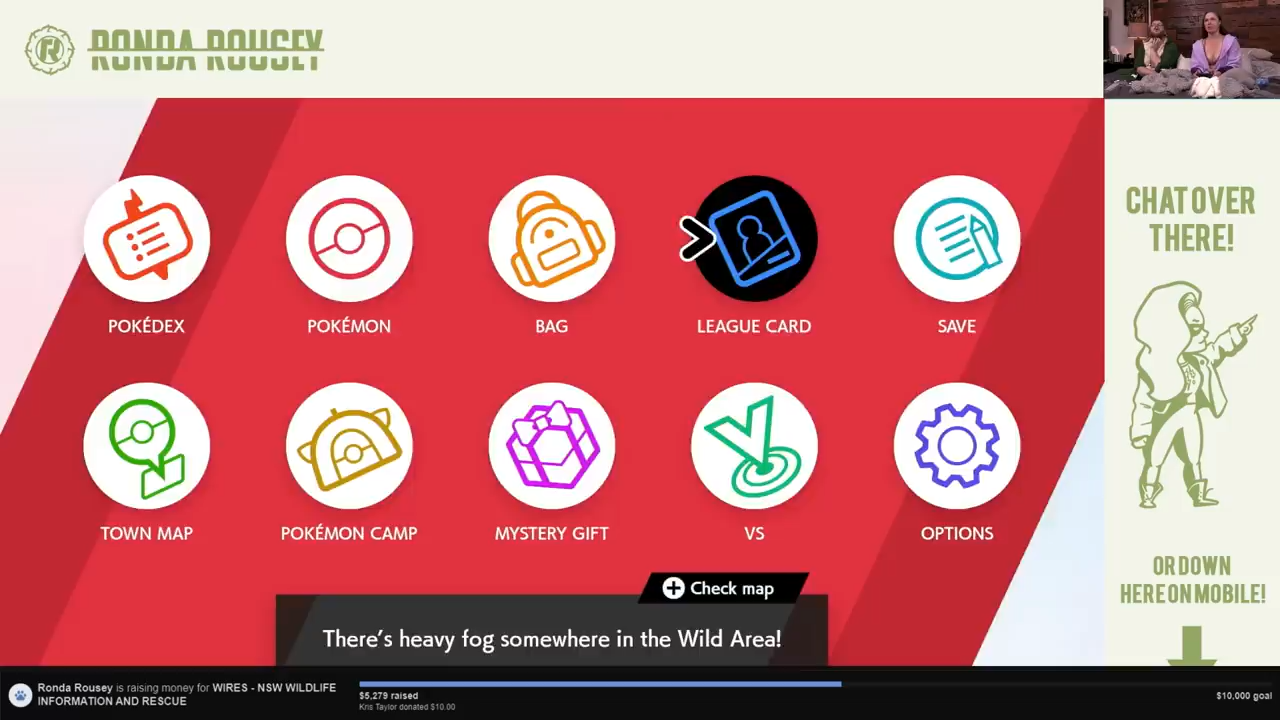 RONDA ROUSEY
CHAT OVER
THERE!
POKÉDEX
POKÉMON
BAG
LEAGUE CARD
SAVE
TOWN MAP
POKÉMON CAMP
MYSTERY GIFT
VS
OPTIONS
OR DOWN
HERE ON MOBILE!
Check map
There's heavy fog somewhere in the Wild Area!
Ronda Rousey is raising money for WIRES - NSW WILDLIFE
INFORMATION AND RESCUE
$5,279 raised
$10,000 goal
Kris Taylor donated $10.00